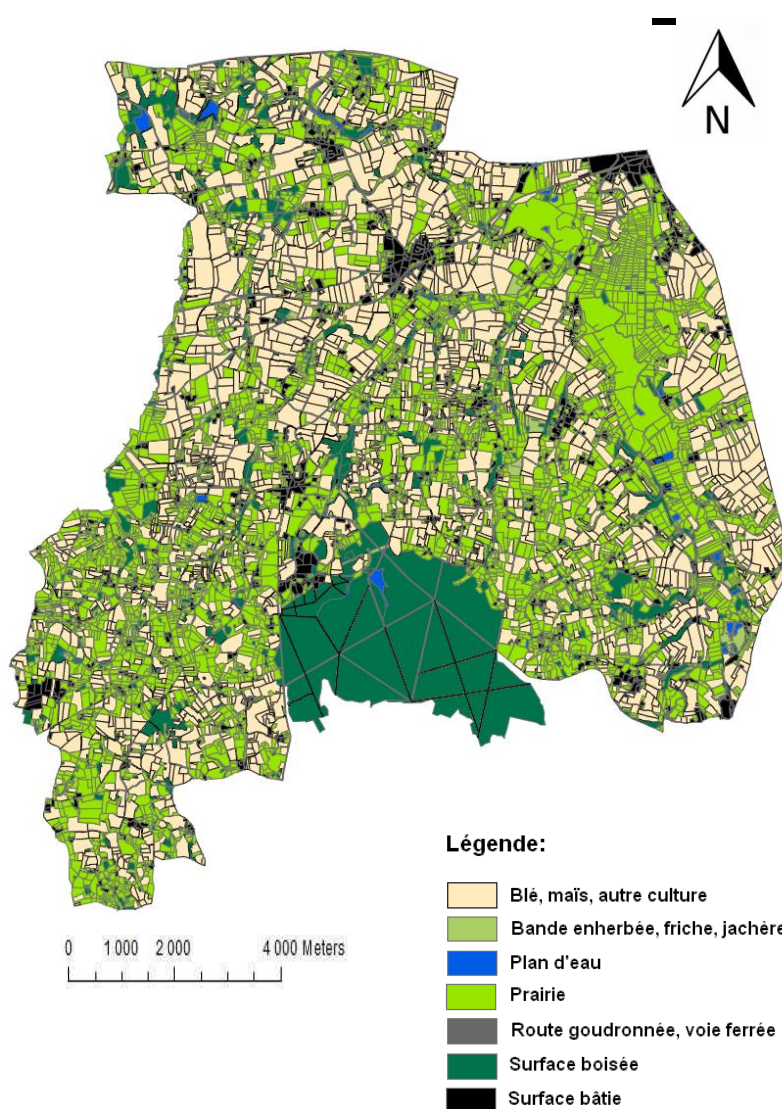 N
Légende:
Blé, maïs, autre culture
Bande enherbée, friche, jachère
Plan d'eau
Prairie
Route goudronnée, voie ferrée
Surface boisée
Surface bâtie
0 1 000 2 000 4 000 Meters